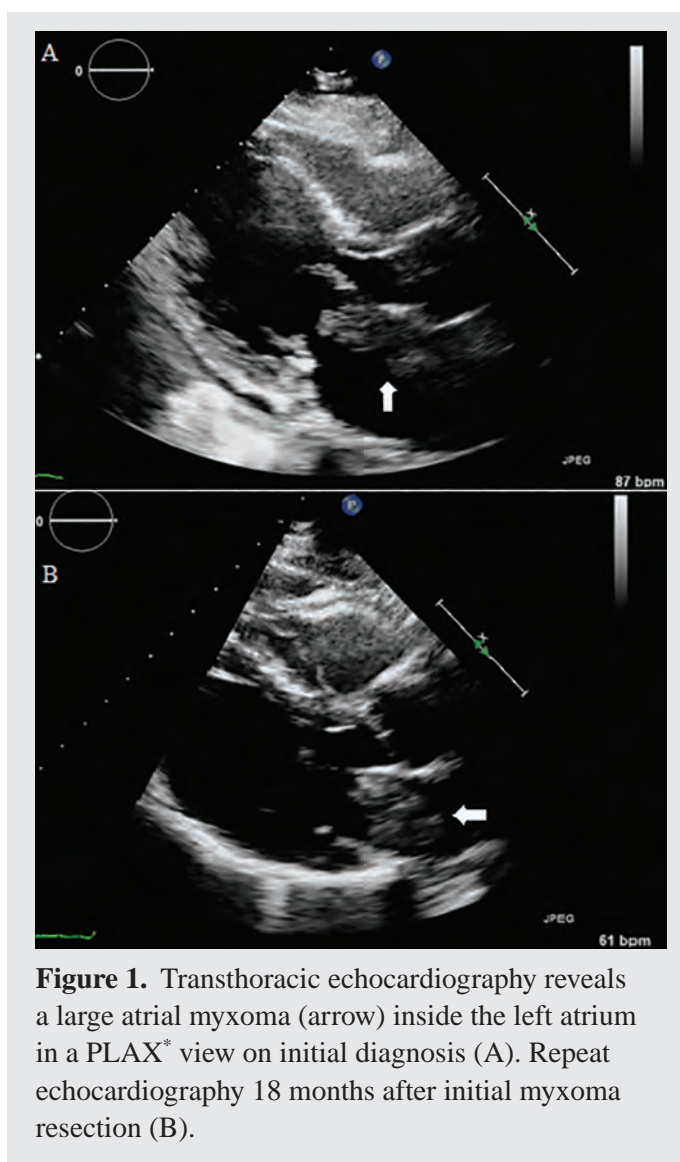 A
0
P
x
JPEG
87 bpm
0
P
B
x
JPEG
61 bpm
Figure 1. Transthoracic echocardiography reveals
a large atrial myxoma (arrow) inside the left atrium
in a PLAX* view on initial diagnosis (A). Repeat
echocardiography 18 months after initial myxoma
resection (B).